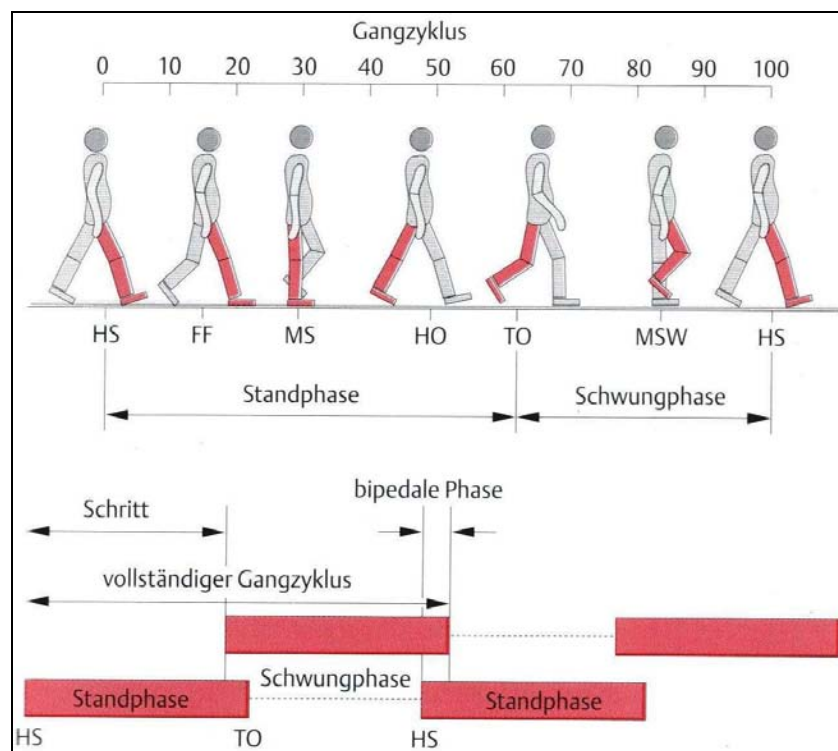 Gangzyklus
0 10 20 30 40 50 60 70 80 90 100
HS FF MS HO TO MSW HS
Standphase Schwungphase
bipedale Phase
Schritt
vollständiger Gangzyklus
Schwungphase
Standphase Standphase
HS TO HS